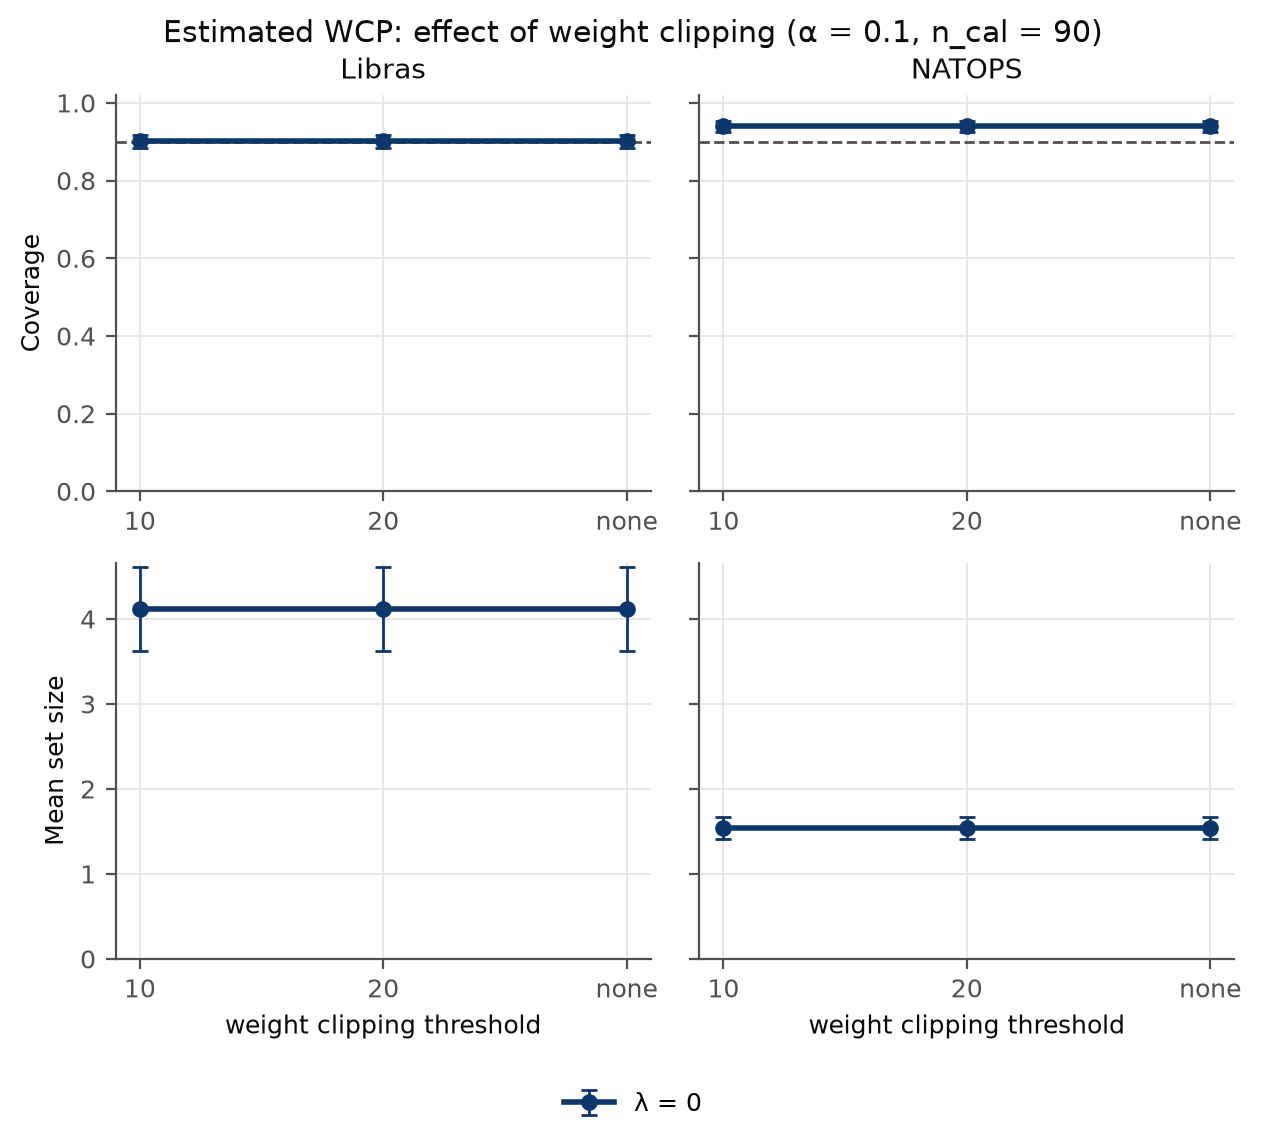 Estimated WCP: effect of weight clipping (α = 0.1, n_cal = 90)
Libras
NATOPS
Coverage
1.0
0.8
0.6
0.4
0.2
0.0
10 20 none
10 20 none
Mean set size
4
3
2
1
0
10 20 none
10 20 none
weight clipping threshold
weight clipping threshold
λ = 0